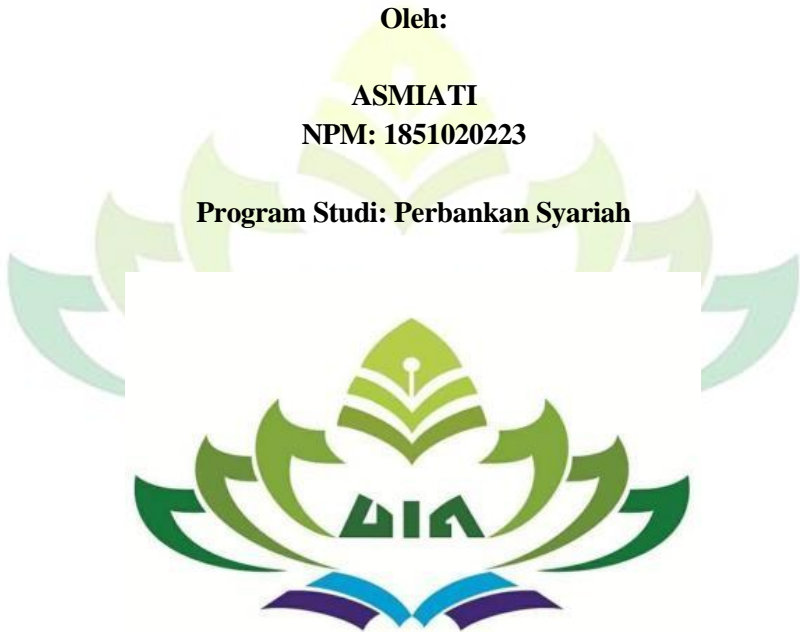 Oleh:
ASMIATI
NPM: 1851020223
Program Studi: Perbankan Syariah
UIN